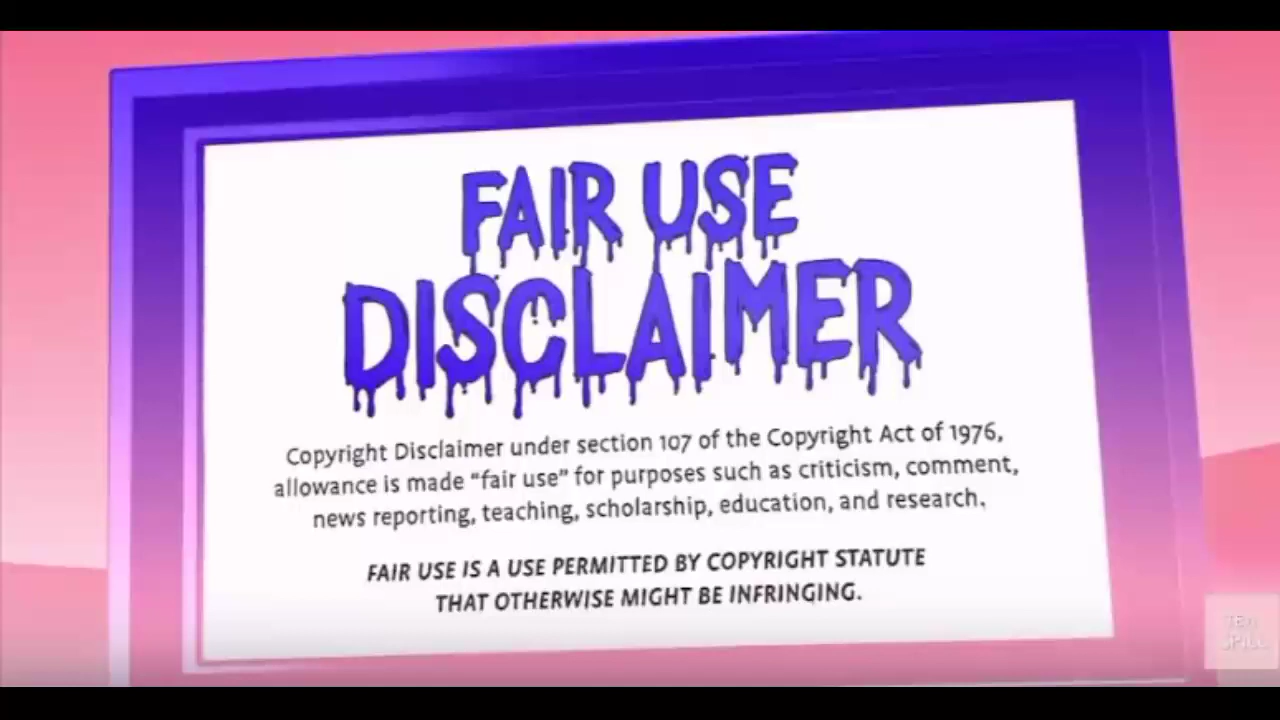 FAIR USE
DISCLAIMER
Copyright Disclaimer under section 107 of the Copyright Act of 1976,
allowance is made “fair use” for purposes such as criticism, comment,
news reporting, teaching, scholarship, education, and research.
FAIR USE IS A USE PERMITTED BY COPYRIGHT STATUTE
THAT OTHERWISE MIGHT BE INFRINGING.
SPILL